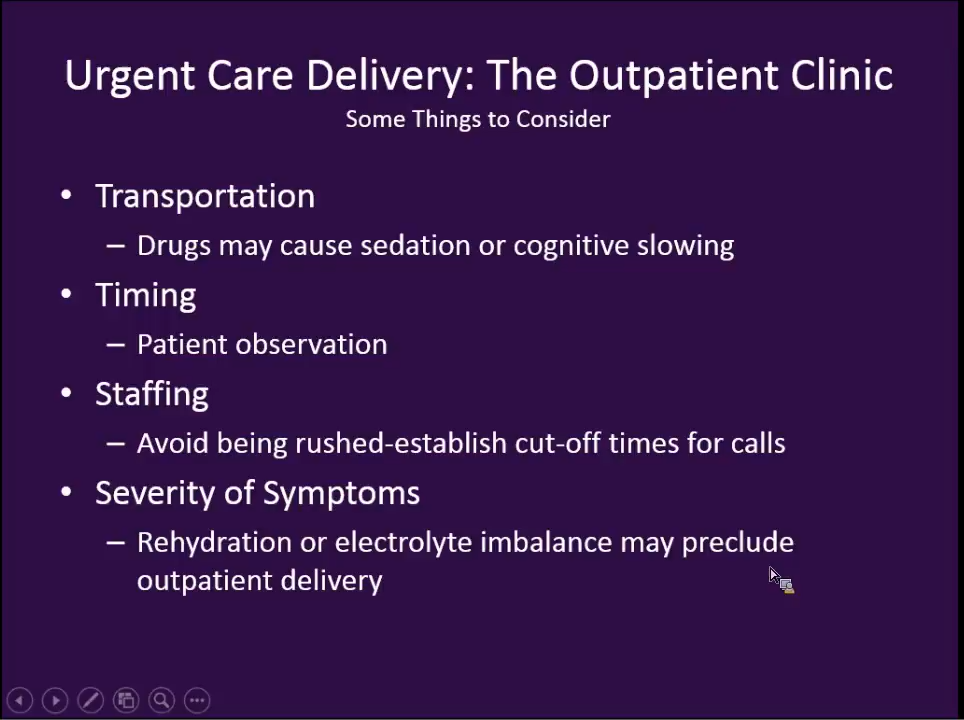 Urgent Care Delivery: The Outpatient Clinic
Some Things to Consider
• Transportation
– Drugs may cause sedation or cognitive slowing
• Timing
– Patient observation
• Staffing
– Avoid being rushed-establish cut-off times for calls
• Severity of Symptoms
– Rehydration or electrolyte imbalance may preclude
outpatient delivery